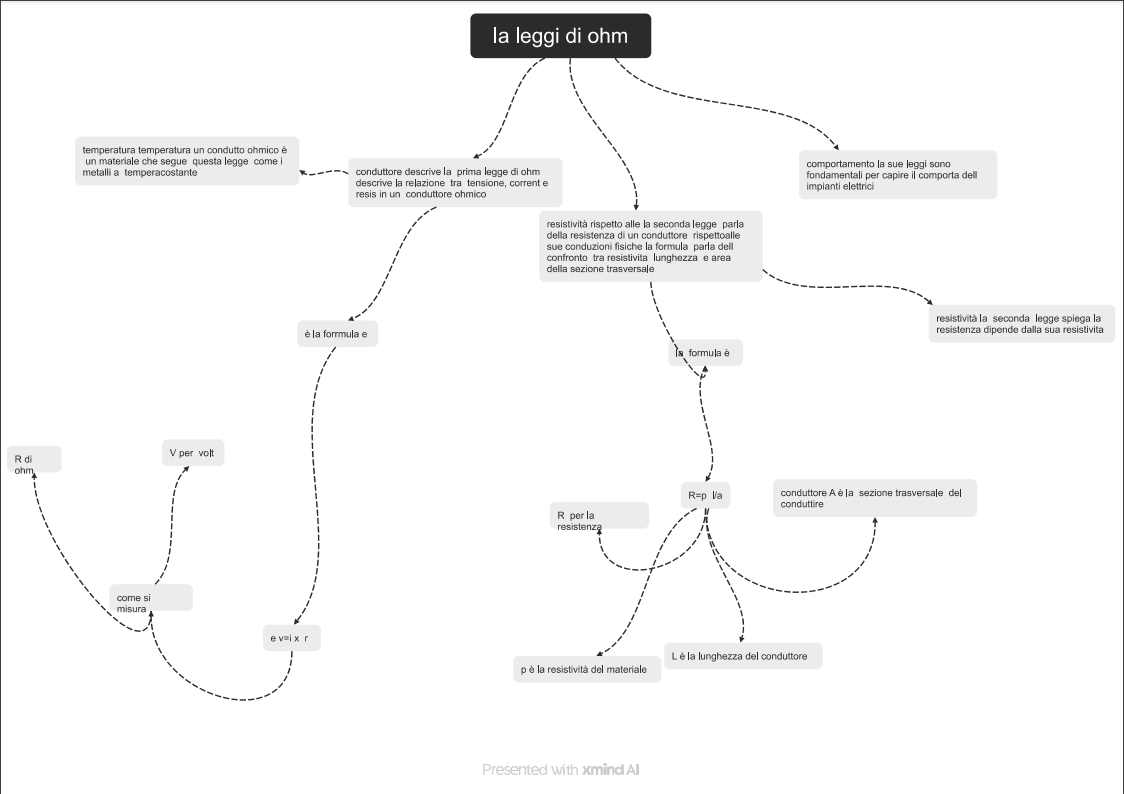 la leggi di ohm
temperatura temperatura un condutto ohmico è
un materiale che segue questa legge come i
metalli a temperacostante
conduttore descrive la prima legge di ohm
descrive la relazione tra tensione, corrent e
resis in un conduttore ohmico
comportamento la sue leggi sono
fondamentali per capire il comporta dell
impianti elettrici
resistività rispetto alle la seconda legge parla
della resistenza di un conduttore rispettoalle
sue conduzioni fisiche la formula parla dell
confronto tra resistivita lunghezza e area
della sezione trasversale
resistività la seconda legge spiega la
resistenza dipende dalla sua resistivita
è la forrmula e
la formula è
R di
ohm
V per volt
R=p l/a
conduttore A è la sezione trasversale del
conduttire
R per la
resistenza
come si
misura
e v=i x r
p è la resistività del materiale
L è la lunghezza del conduttore
Presented with xmind AI